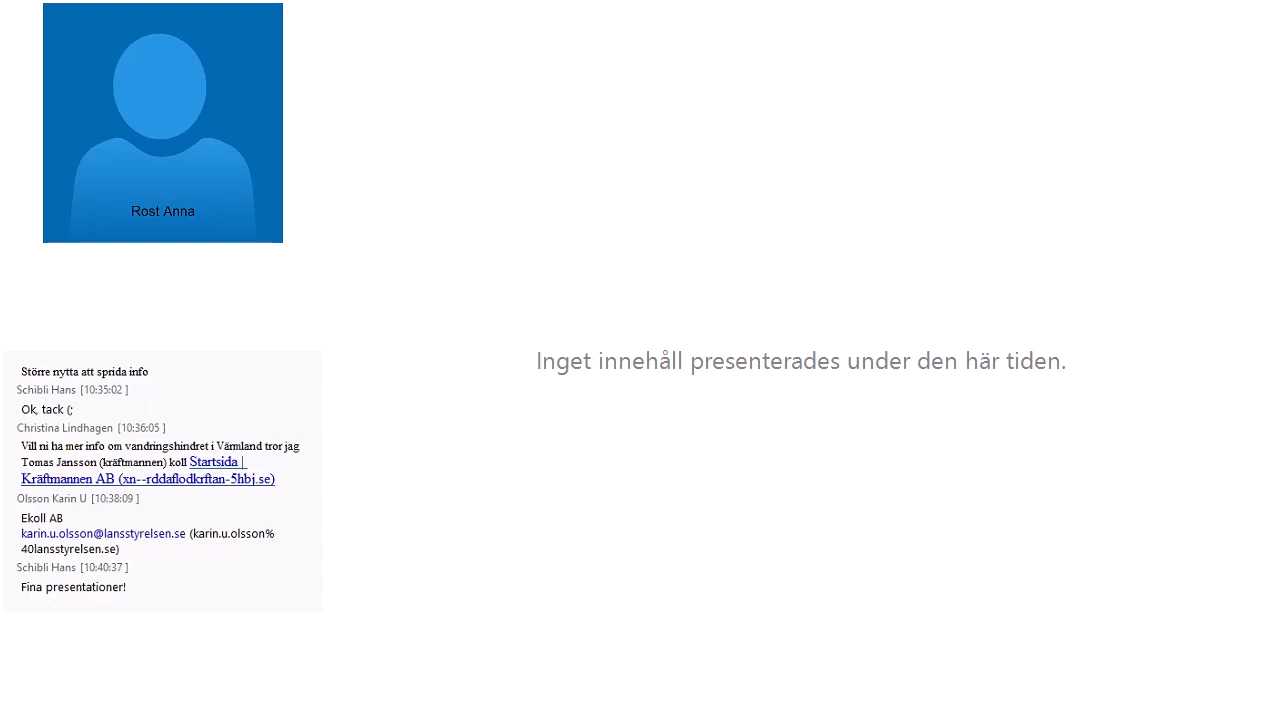 Rost Anna
Större nytta att sprida info
Schibli Hans [10:35:02 ]
Ok, tack (;
Christina Lindhagen [10:36:05 ]
Vill ni ha mer info om vandringshindret i Värmland tror jag
Tomas Jansson (kräftmannen) koll Startsida |
Kräftmannen AB (xn--rddaflodkrftan-5hbj.se)
Olsson Karin U [10:38:09 ]
Ekoll AB
karin.u.olsson@lansstyrelsen.se (karin.u.olsson%
40lansstyrelsen.se)
Schibli Hans [10:40:37 ]
Fina presentationer!
Inget innehåll presenterades under den här tiden.